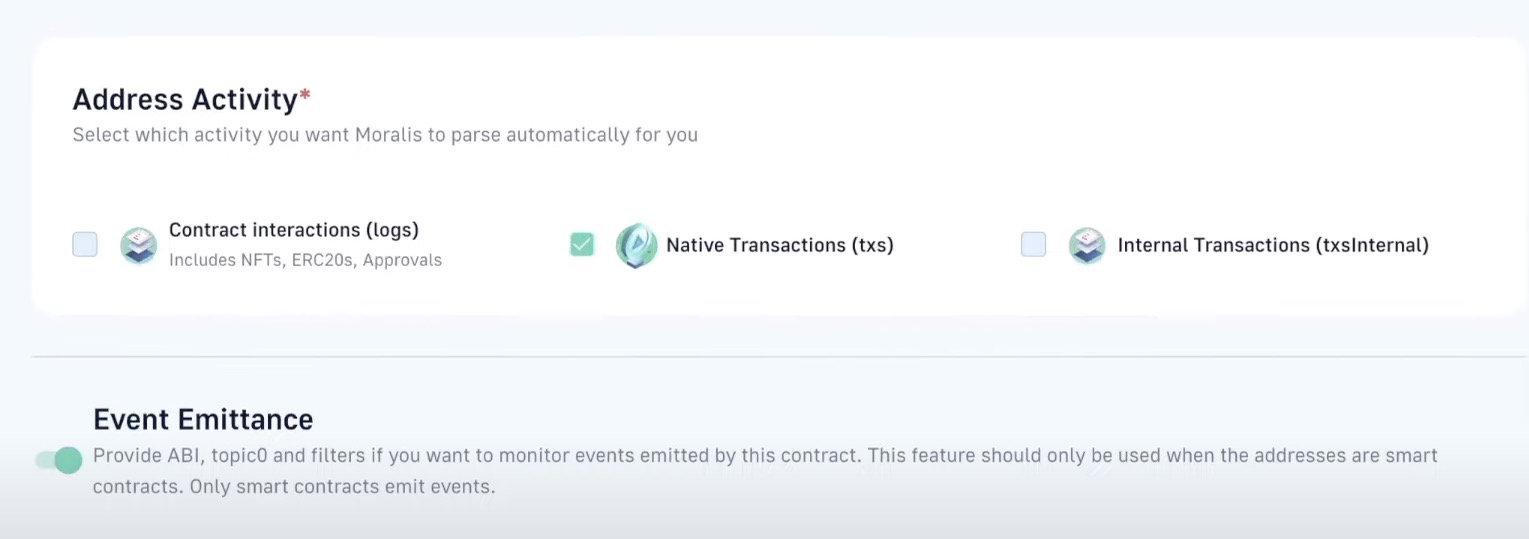 Address Activity*
Select which activity you want Moralis to parse automatically for you
Contract interactions (logs)
Includes NFTs, ERC20s, Approvals
Native Transactions (txs)
Internal Transactions (txsInternal)
Event Emittance
Provide ABI, topic0 and filters if you want to monitor events emitted by this contract. This feature should only be used when the addresses are smart
contracts. Only smart contracts emit events.